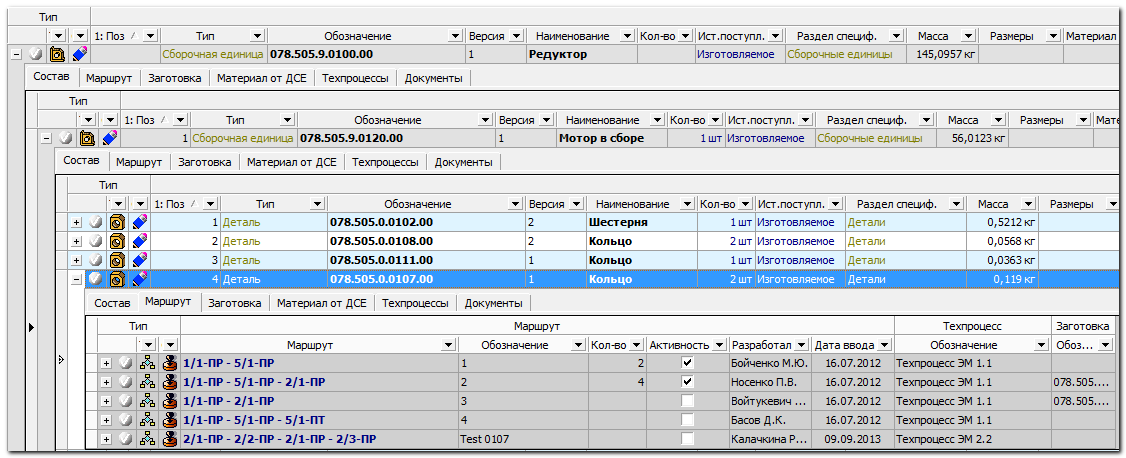 Тип
1: Поз Тип Обозначение Версия Наименование Кол-во Ист.поступл. Раздел специф. Масса Размеры Материал
Сборочная единица 078.505.9.0100.00 1 Редуктор Изготовляемое Сборочные единицы 145,0957 кг
Состав Маршрут Заготовка Материал от ДСЕ Техпроцессы Документы
Тип
1: Поз Тип Обозначение Версия Наименование Кол-во Ист.поступл. Раздел специф. Масса Размеры Мате
1 Сборочная единица 078.505.9.0120.00 1 Мотор в сборе 1 шт Изготовляемое Сборочные единицы 56,0123 кг
Состав Маршрут Заготовка Материал от ДСЕ Техпроцессы Документы
Тип
1: Поз Тип Обозначение Версия Наименование Кол-во Ист.поступл. Раздел специф. Масса Размеры
1 Деталь 078.505.0.0102.00 2 Шестерня 1 шт Изготовляемое Детали 0,5212 кг
2 Деталь 078.505.0.0108.00 2 Кольцо 2 шт Изготовляемое Детали 0,0568 кг
3 Деталь 078.505.0.0111.00 1 Кольцо 1 шт Изготовляемое Детали 0,0363 кг
4 Деталь 078.505.0.0107.00 1 Кольцо 2 шт Изготовляемое Детали 0,119 кг
Состав Маршрут Заготовка Материал от ДСЕ Техпроцессы Документы
Тип Маршрут Техпроцесс Заготовка
Маршрут Обозначение Кол-во Активность Разработал Дата ввода Обозначение Обоз...
1/1-ПР - 5/1-ПР 1 2 Бойченко М.Ю. 16.07.2012 Техпроцесс ЭМ 1.1
1/1-ПР - 5/1-ПР - 2/1-ПР 2 4 Носенко П.В. 16.07.2012 Техпроцесс ЭМ 1.1 078.505....
1/1-ПР - 2/1-ПР 3 Войтукевич ... 16.07.2012 Техпроцесс ЭМ 1.1 078.505....
1/1-ПР - 5/1-ПР - 5/1-ПТ 4 Басов Д.К. 16.07.2012 Техпроцесс ЭМ 1.1
2/1-ПР - 2/2-ПР - 2/1-ПР - 2/3-ПР Test 0107 Калачкина Р... 09.09.2013 Техпроцесс ЭМ 2.2